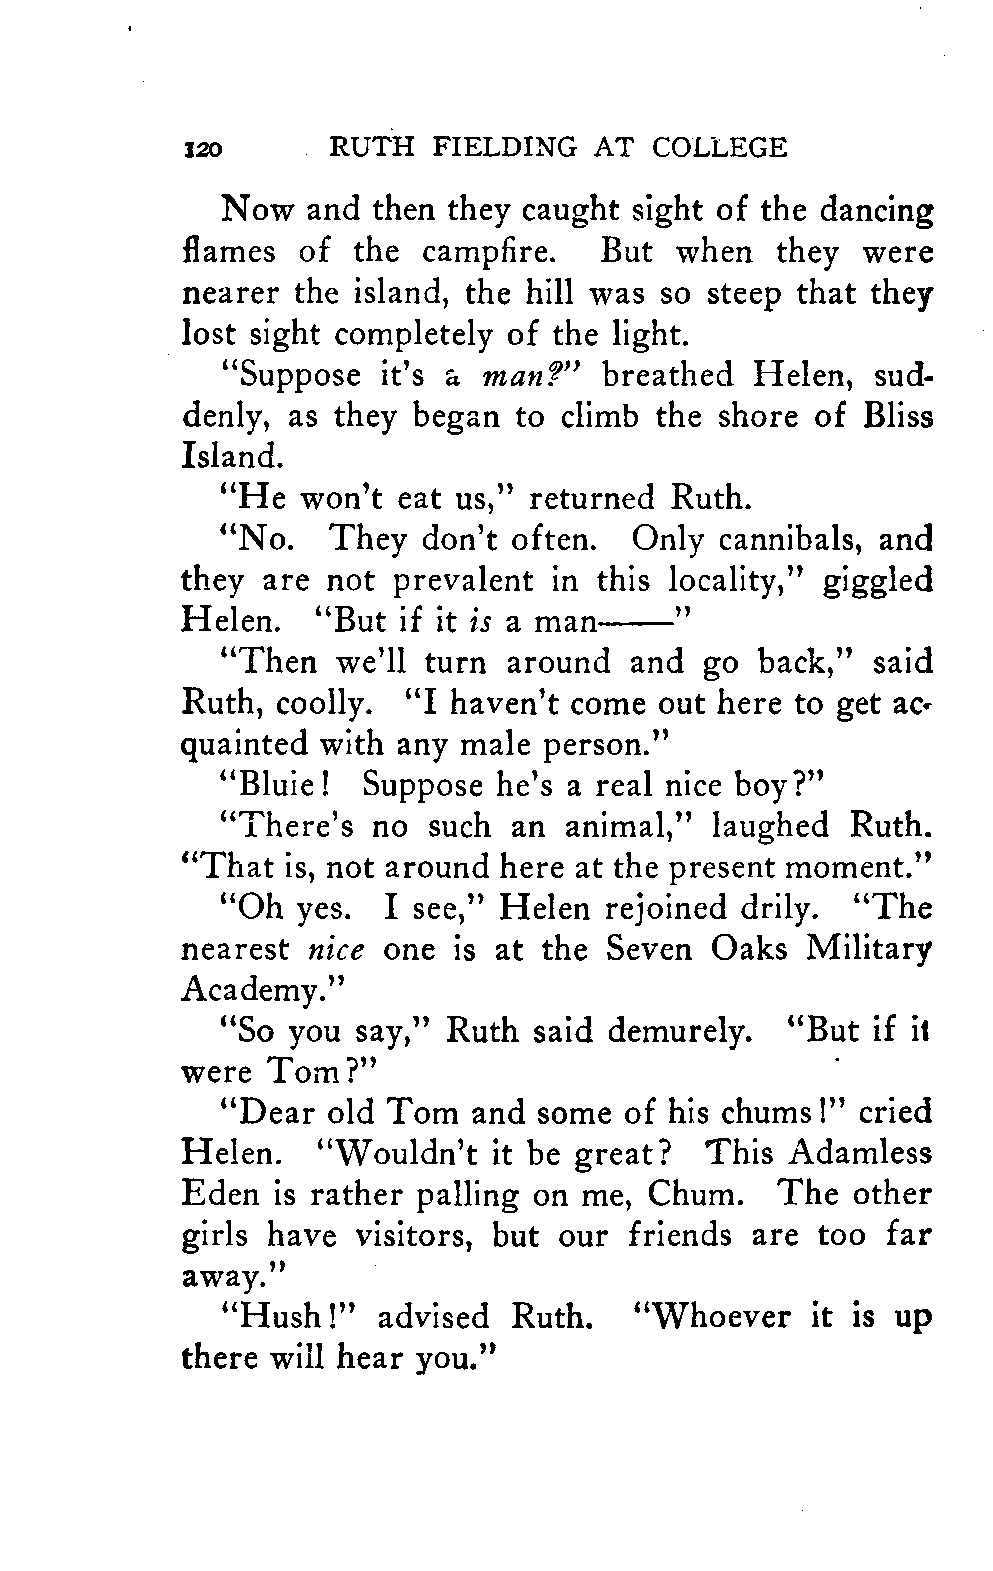 120 RUTH FIELDING AT COLLEGE
Now and then they caught sight of the dancing
flames of the campfire. But when they were
nearer the island, the hill was so steep that they
lost sight completely of the light.
“Suppose it’s a man?” breathed Helen, sud-
denly, as they began to climb the shore of Bliss
Island.
“He won’t eat us,” returned Ruth.
“No. They don’t often. Only cannibals, and
they are not prevalent in this locality,” giggled
Helen. “But if it is a man——”
“Then we’ll turn around and go back,” said
Ruth, coolly. “I haven’t come out here to get ac-
quainted with any male person.”
“Bluie! Suppose he’s a real nice boy?”
“There’s no such an animal,” laughed Ruth.
“That is, not around here at the present moment.”
“Oh yes. I see,” Helen rejoined drily. “The
nearest nice one is at the Seven Oaks Military
Academy.”
“So you say,” Ruth said demurely. “But if it
were Tom?”
“Dear old Tom and some of his chums!” cried
Helen. “Wouldn’t it be great? This Adamless
Eden is rather palling on me, Chum. The other
girls have visitors, but our friends are too far
away.”
“Hush!” advised Ruth. “Whoever it is up
there will hear you.”